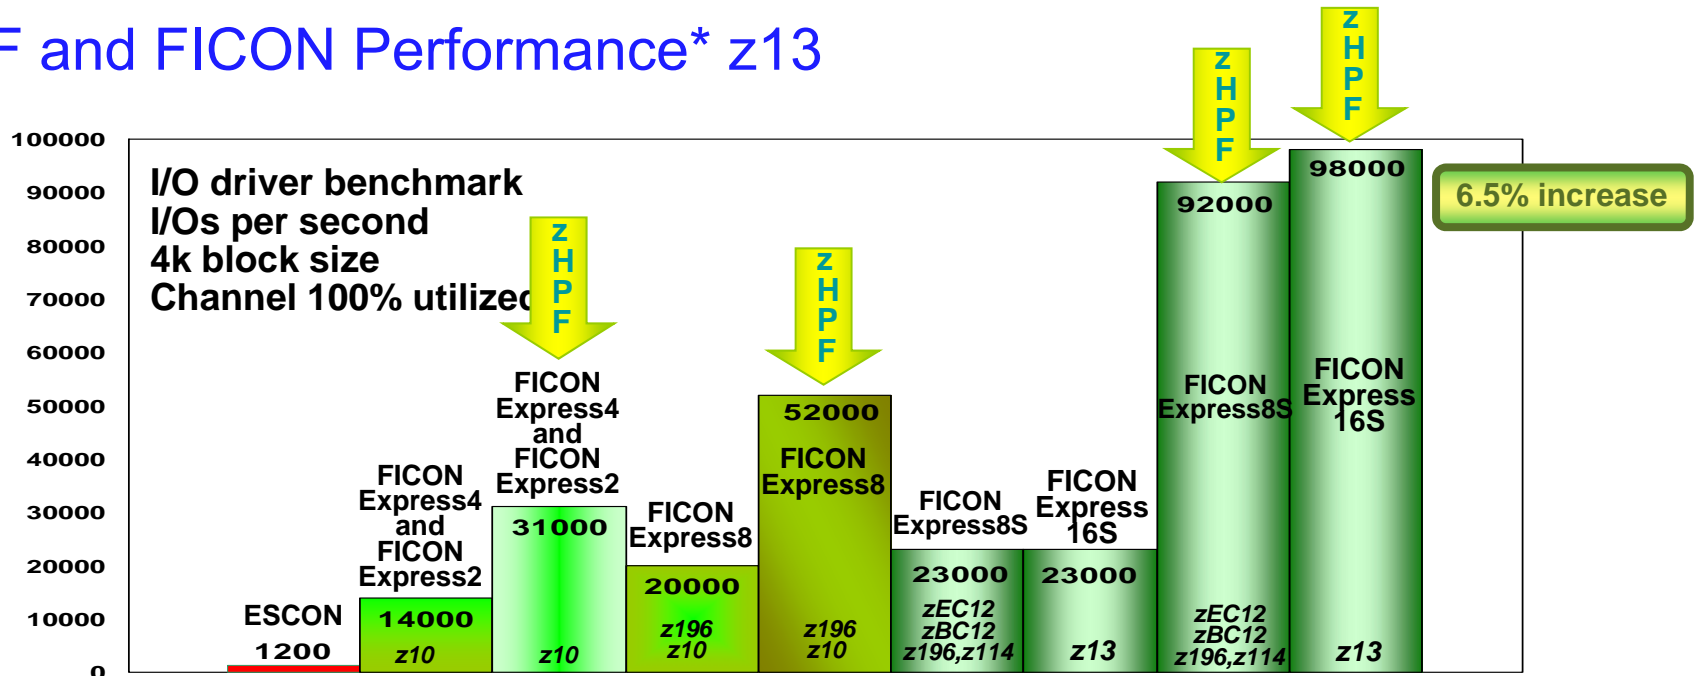 F and FICON Performance* z13
z
H
P
F
z
H
P
F
z
H
P
F
z
H
P
F
100000
90000
80000
70000
60000
50000
40000
30000
20000
10000
0
I/O driver benchmark
I/Os per second
4k block size
Channel 100% utilized
6.5% increase
ESCON
1200
FICON
Express4
and
FICON
Express2
14000
z10
FICON
Express4
and
FICON
Express2
31000
z10
FICON
Express8
20000
z196
z10
52000
FICON
Express8
z196
z10
FICON
Express8S
23000
zEC12
zBC12
z196,z114
FICON
Express
16S
23000
z13
92000
FICON
Express8S
zEC12
zBC12
z196,z114
98000
FICON
Express
16S
z13